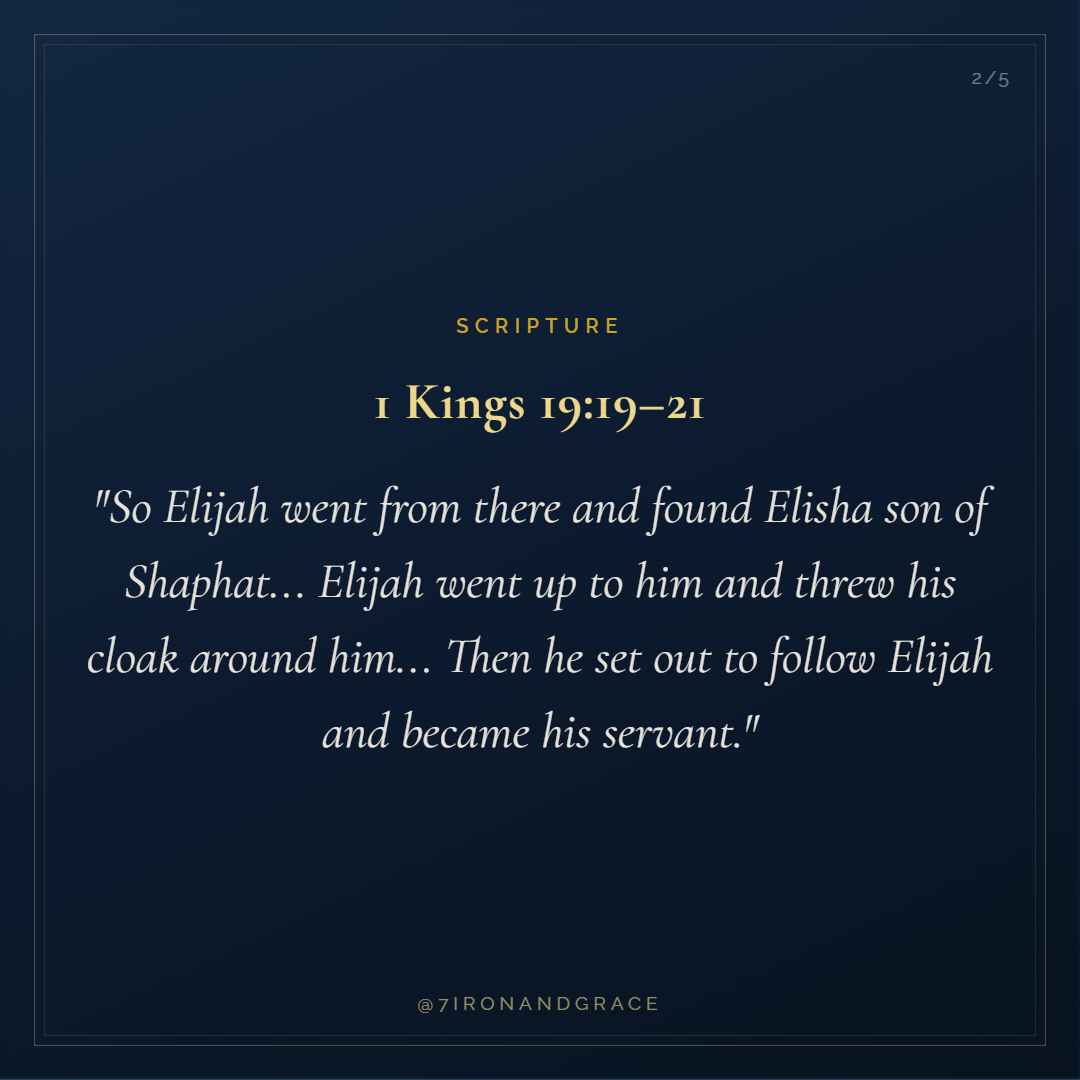 2/5
SCRIPTURE
1 Kings 19:19–21
"So Elijah went from there and found Elisha son of
Shaphat... Elijah went up to him and threw his
cloak around him... Then he set out to follow Elijah
and became his servant."
@7IRONANDGRACE